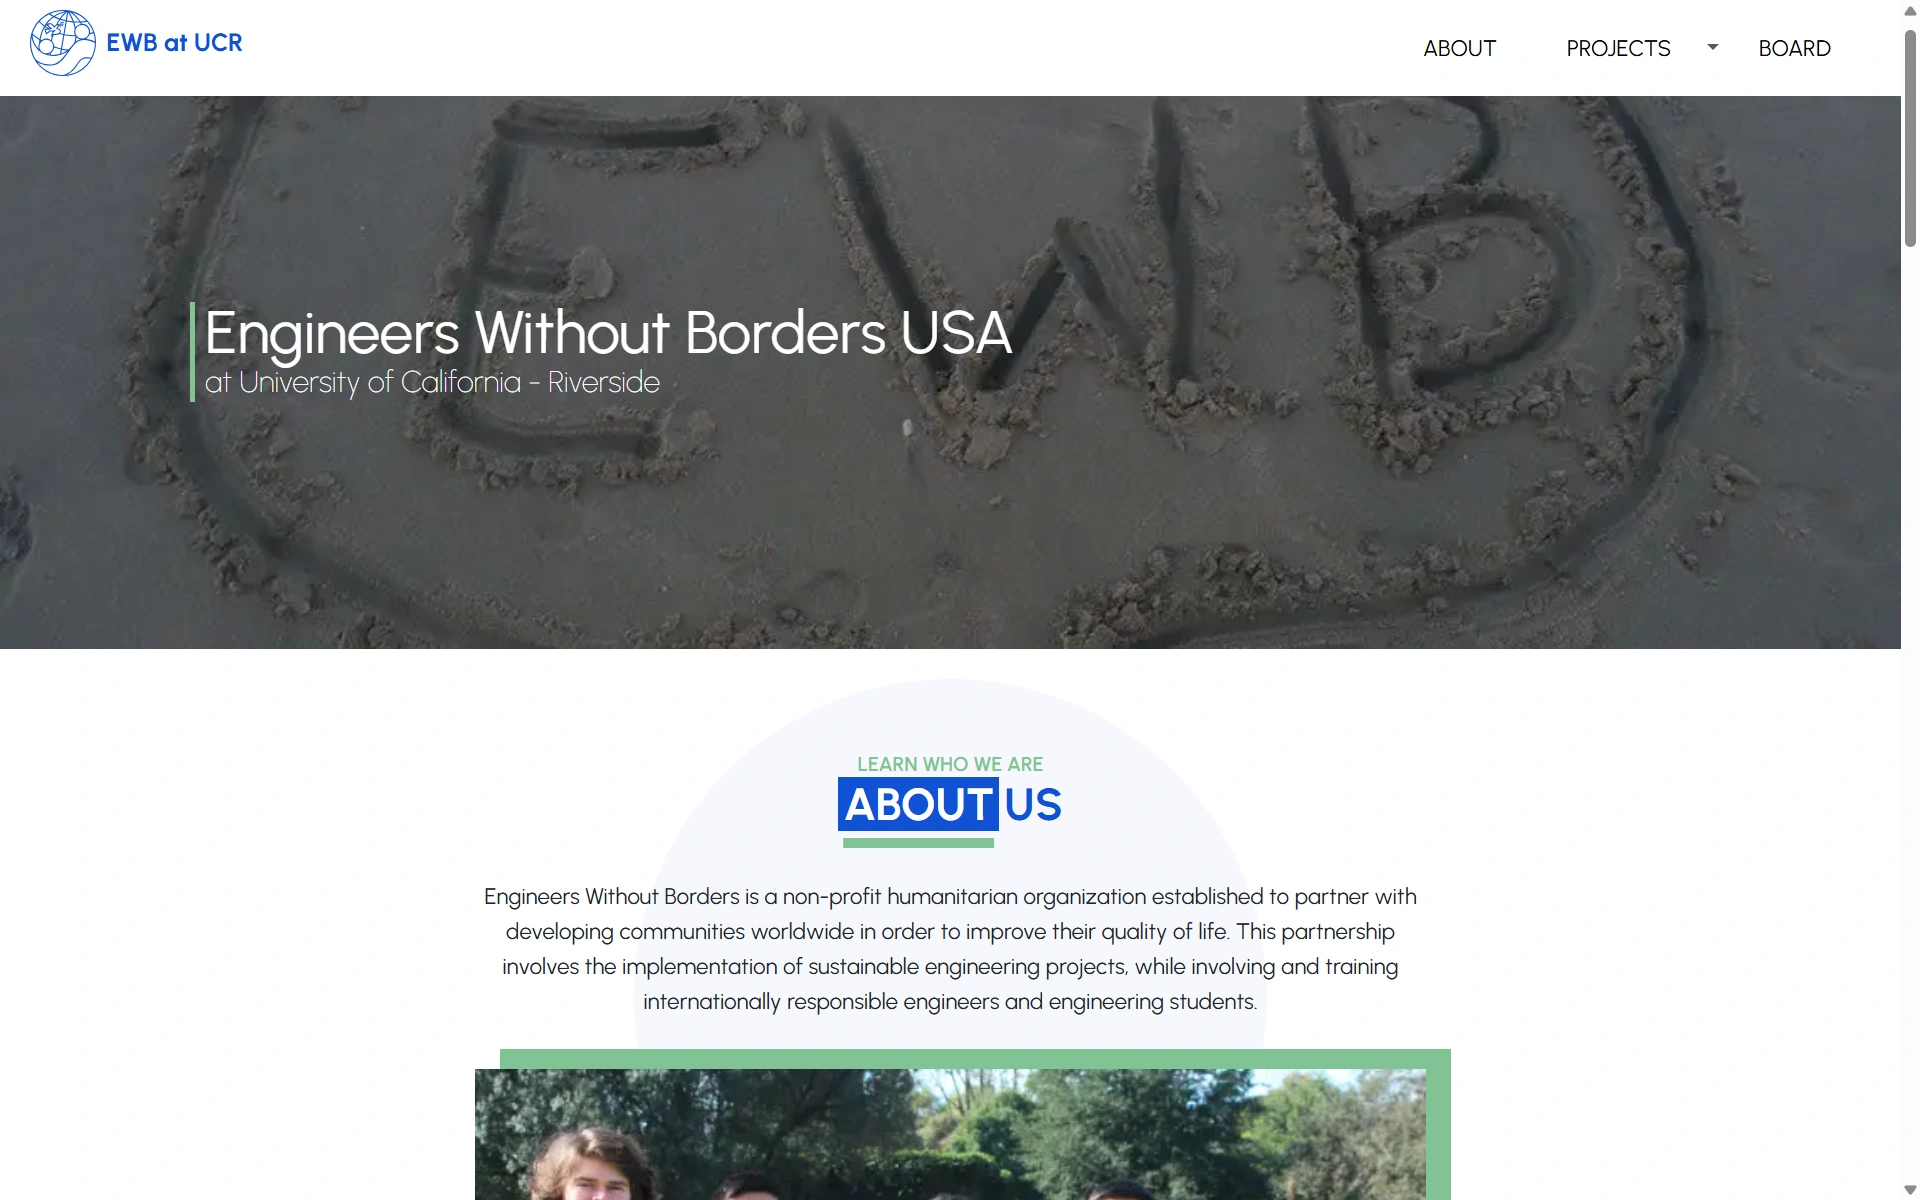 EWB at UCR
ABOUT
PROJECTS
BOARD
EWB
Engineers Without Borders USA
at University of California - Riverside
LEARN WHO WE ARE
ABOUT US
Engineers Without Borders is a non-profit humanitarian organization established to partner with
developing communities worldwide in order to improve their quality of life. This partnership
involves the implementation of sustainable engineering projects, while involving and training
internationally responsible engineers and engineering students.